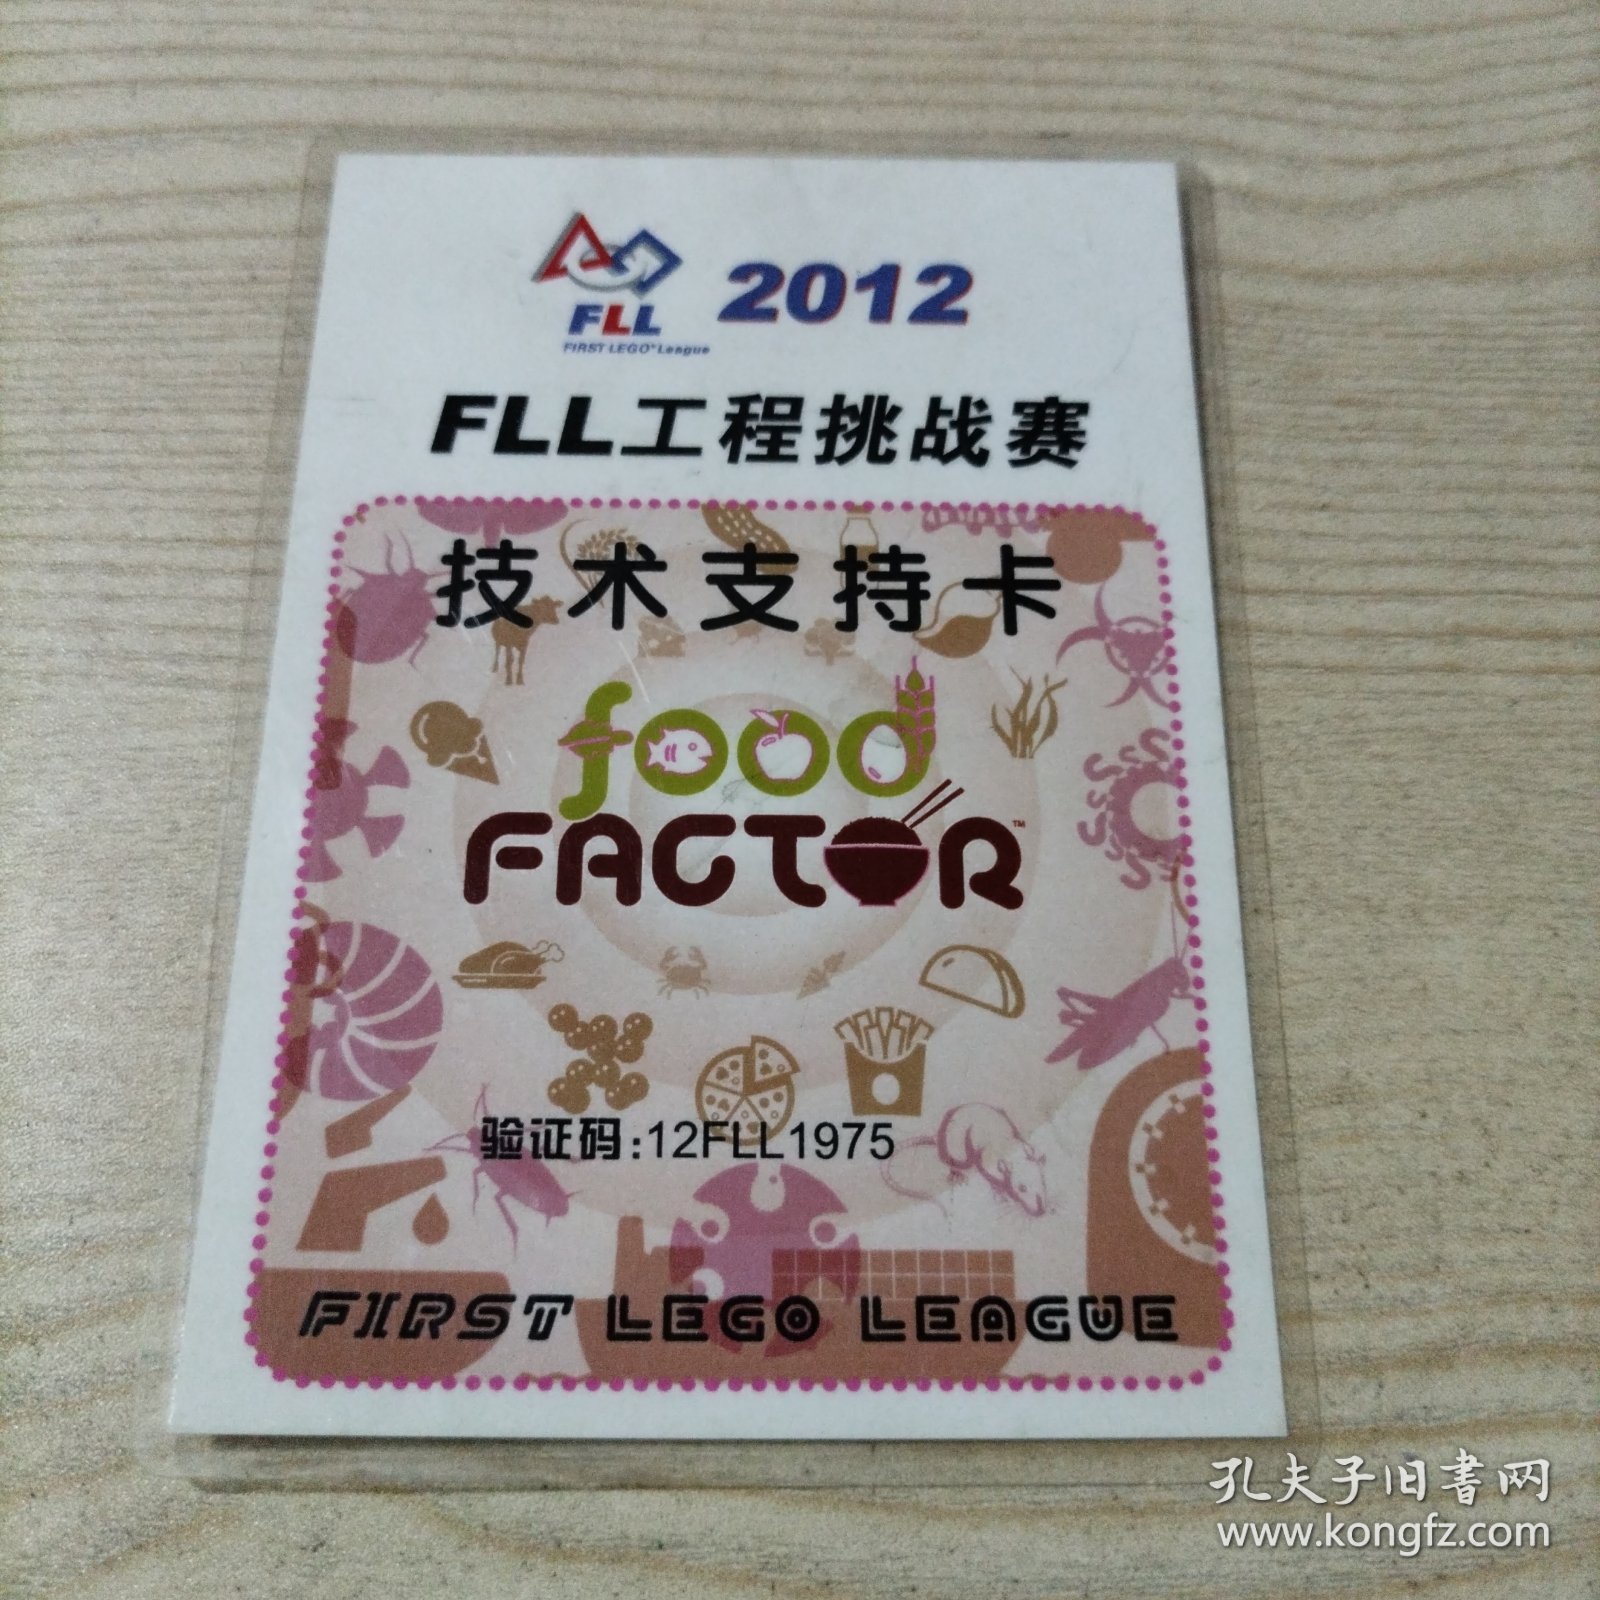 FLL
FIRST LEGO® League
2012
FLL工程挑战赛
技术支持卡
food
FACTOR™
验证码:12FLL1975
FIRST LEGO LEAGUE
孔夫子旧书网
www.kongfz.com